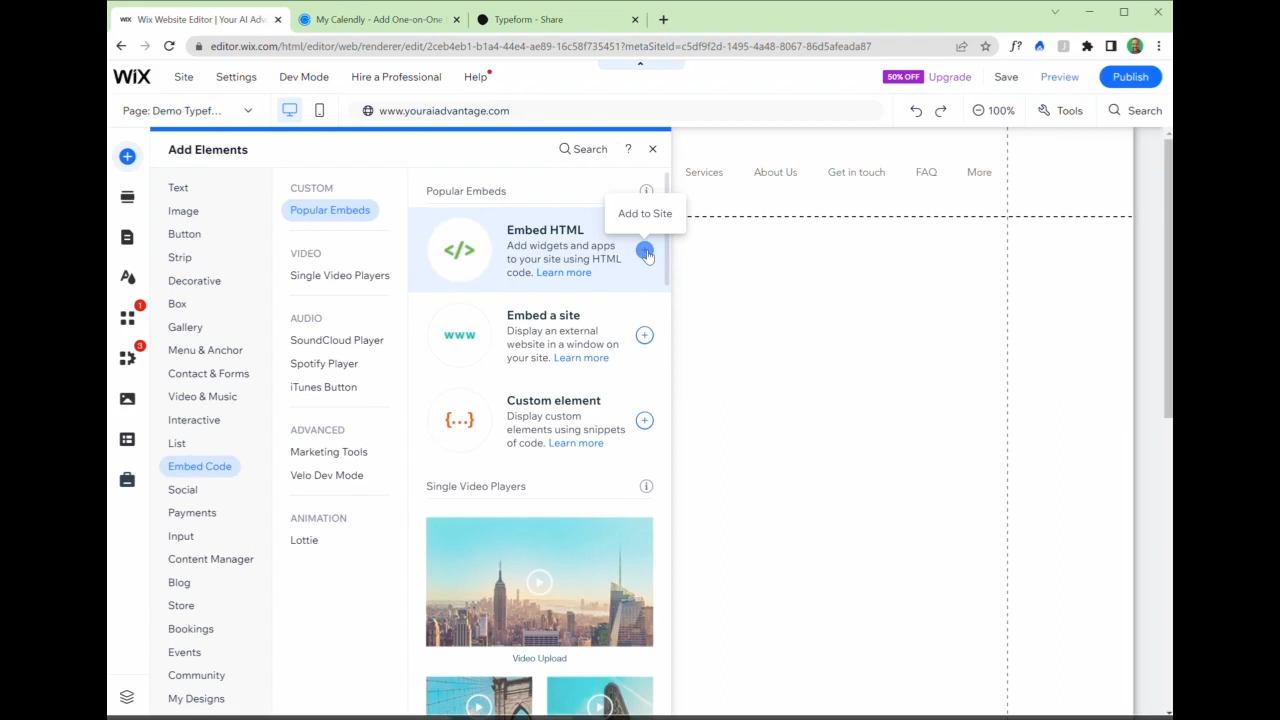 Wix Website Editor | Your AI Adv
My Calendly - Add One-on-One
Typeform - Share
editor.wix.com/html/editor/web/renderer/edit/2ceb4eb1-b1a4-44e4-ae89-16c58f735451?metaSiteId=c5df9f2d-1495-4a48-8067-86d5afeada87
WiX
Site
Settings
Dev Mode
Hire a Professional
Help
50% OFF
Upgrade
Save
Preview
Publish
Page: Demo Typef...
www.youraiadvantage.com
100%
Tools
Search
Add Elements
Search
?
Text
Image
Button
Strip
Decorative
Box
Gallery
Menu & Anchor
Contact & Forms
Video & Music
Interactive
List
Embed Code
Social
Payments
Input
Content Manager
Blog
Store
Bookings
Events
Community
My Designs
1
3
CUSTOM
Popular Embeds
VIDEO
Single Video Players
AUDIO
SoundCloud Player
Spotify Player
iTunes Button
ADVANCED
Marketing Tools
Velo Dev Mode
ANIMATION
Lottie
Popular Embeds
Add to Site
</>
Embed HTML
Add widgets and apps
to your site using HTML
code. Learn more
www
Embed a site
Display an external
website in a window on
your site. Learn more
{...}
Custom element
Display custom
elements using snippets
of code. Learn more
Single Video Players
Video Upload
Services
About Us
Get in touch
FAQ
More